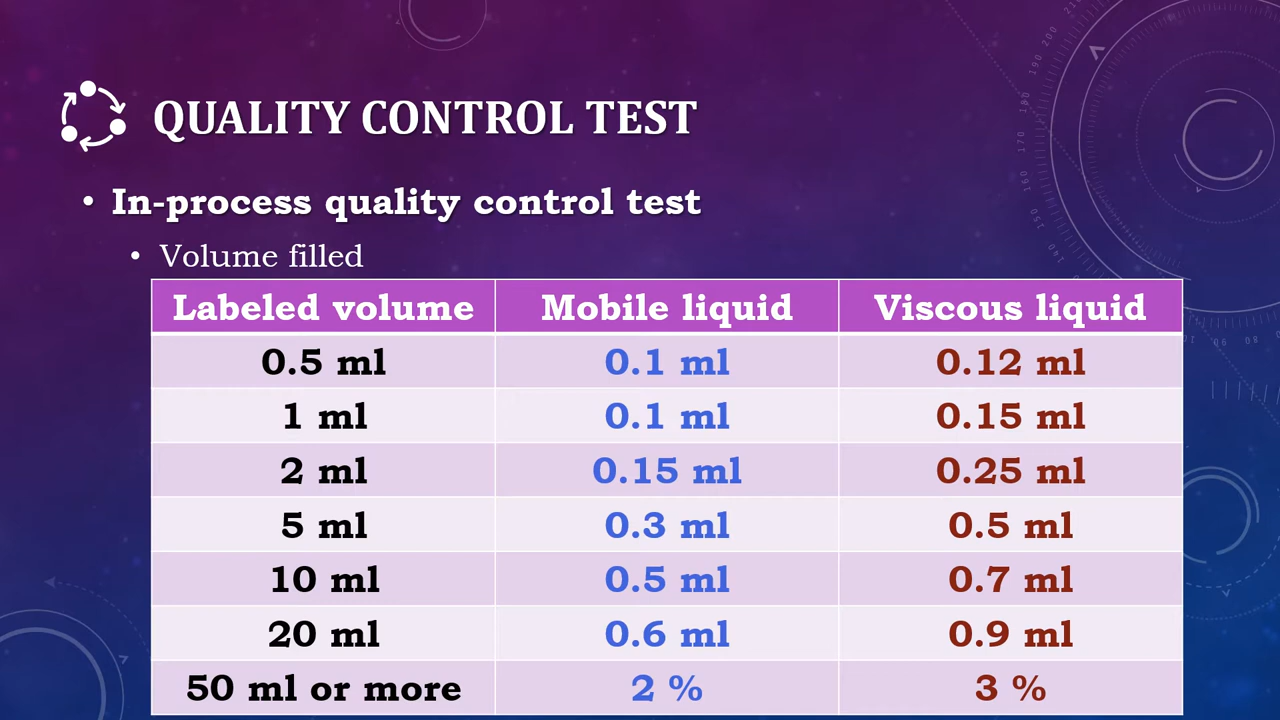 QUALITY CONTROL TEST
• In-process quality control test
• Volume filled
Labeled volume Mobile liquid Viscous liquid
0.5 ml 0.1 ml 0.12 ml
1 ml 0.1 ml 0.15 ml
2 ml 0.15 ml 0.25 ml
5 ml 0.3 ml 0.5 ml
10 ml 0.5 ml 0.7 ml
20 ml 0.6 ml 0.9 ml
50 ml or more 2 % 3 %